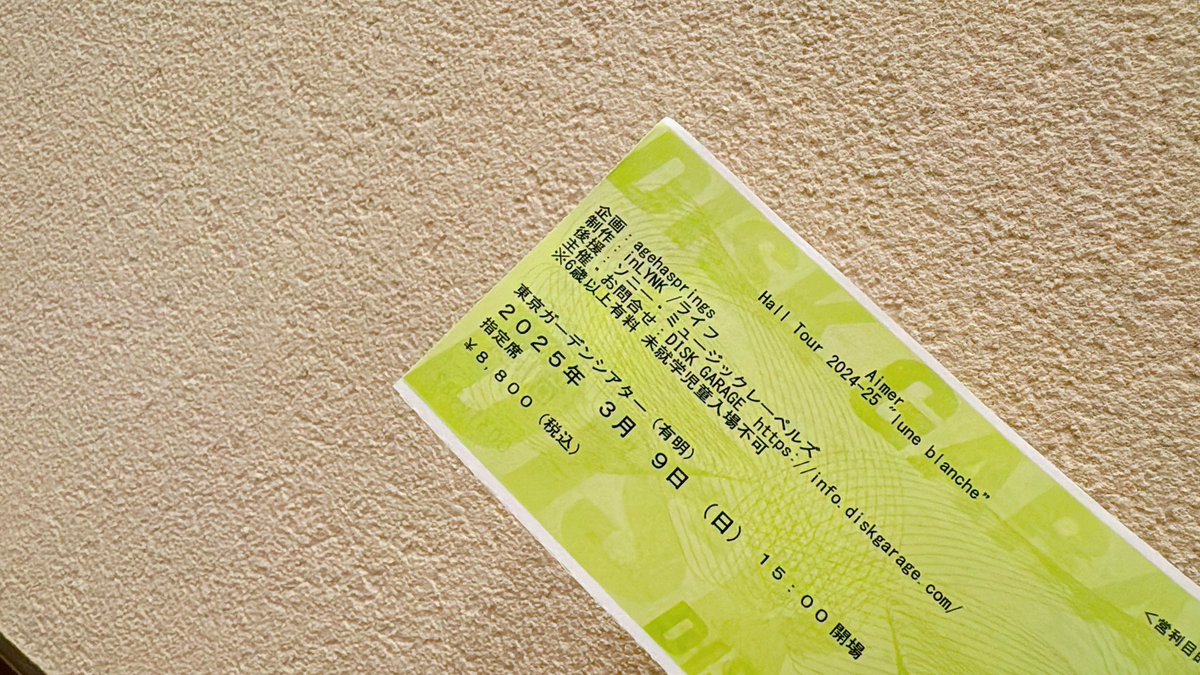 Aimer
Hall Tour 2024-25 "lune blanche"
企画：agehasprings
制作：inLYNK／ライフ
後援：ソニー・ミュージックレーベルズ
主催・お問合せ：DISK GARAGE https://info.diskgarage.com/
※6歳以上有料 未就学児童入場不可
東京ガーデンシアター（有明）
２０２５年 ３月 ９日 （日） １５：００ 開場
指定席
￥８,８００（税込）
＜営利目的